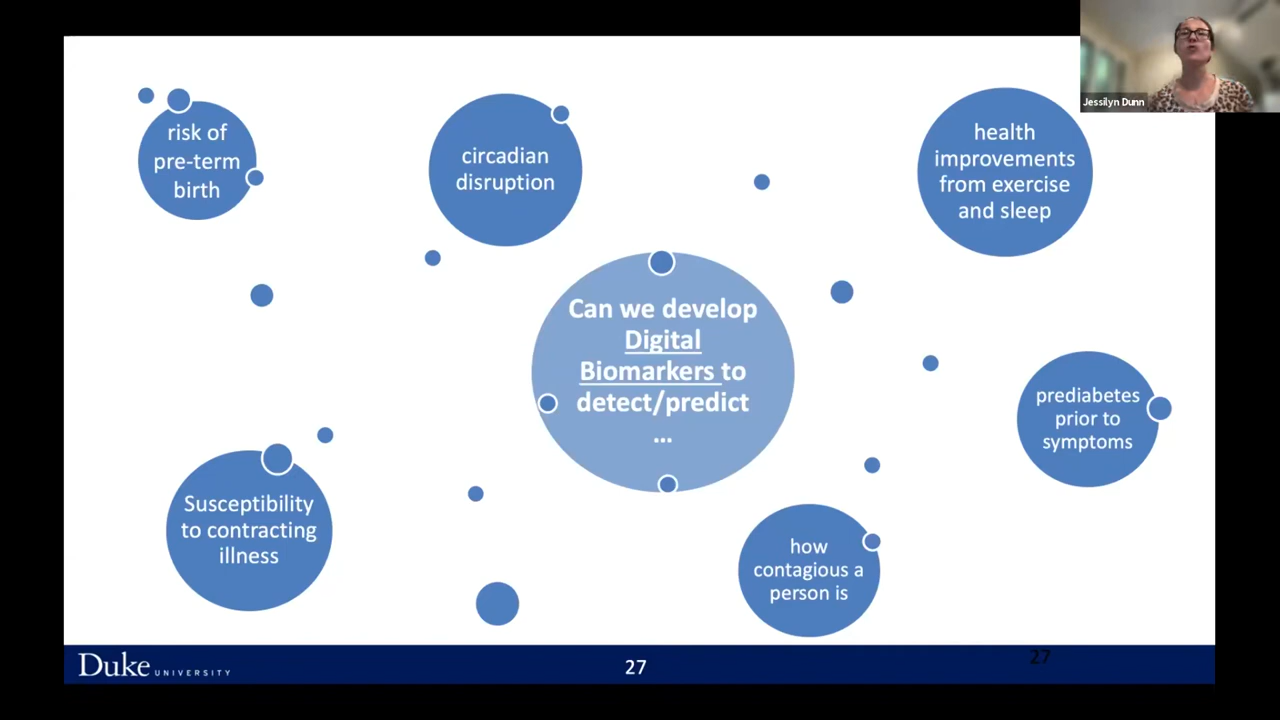 Jessilyn Dunn
risk of
pre-term
birth
circadian
disruption
health
improvements
from exercise
and sleep
Can we develop
Digital
Biomarkers to
detect/predict
...
prediabetes
prior to
symptoms
Susceptibility
to contracting
illness
how
contagious a
person is
Duke UNIVERSITY
27
27